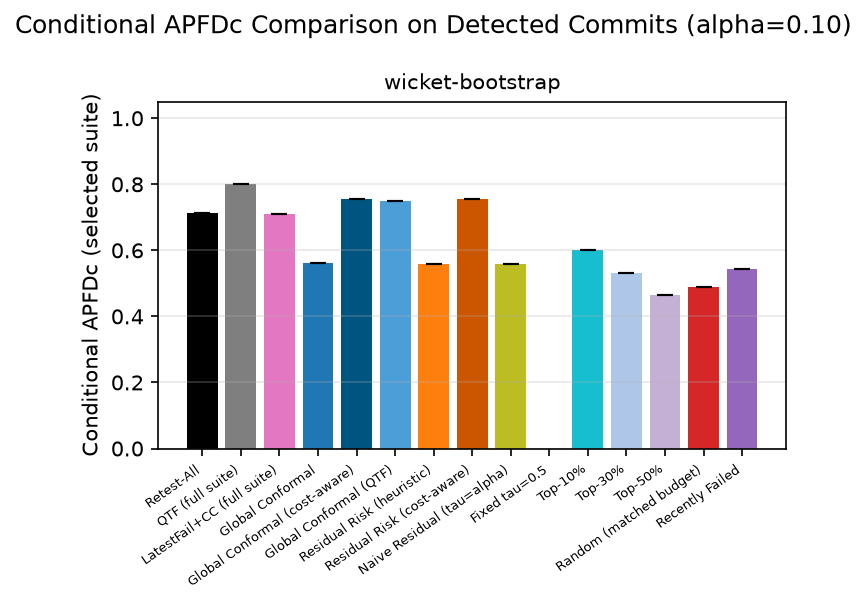 Conditional APFDc Comparison on Detected Commits (alpha=0.10)
wicket-bootstrap
Conditional APFDc (selected suite)
1.0
0.8
0.6
0.4
0.2
0.0
Retest-All
QTF (full suite)
LatestFail+CC (full suite)
Global Conformal
Global Conformal (cost-aware)
Global Conformal (QTF)
Residual Risk (heuristic)
Residual Risk (cost-aware)
Naive Residual (tau=alpha)
Fixed tau=0.5
Top-10%
Top-30%
Top-50%
Random (matched budget)
Recently Failed